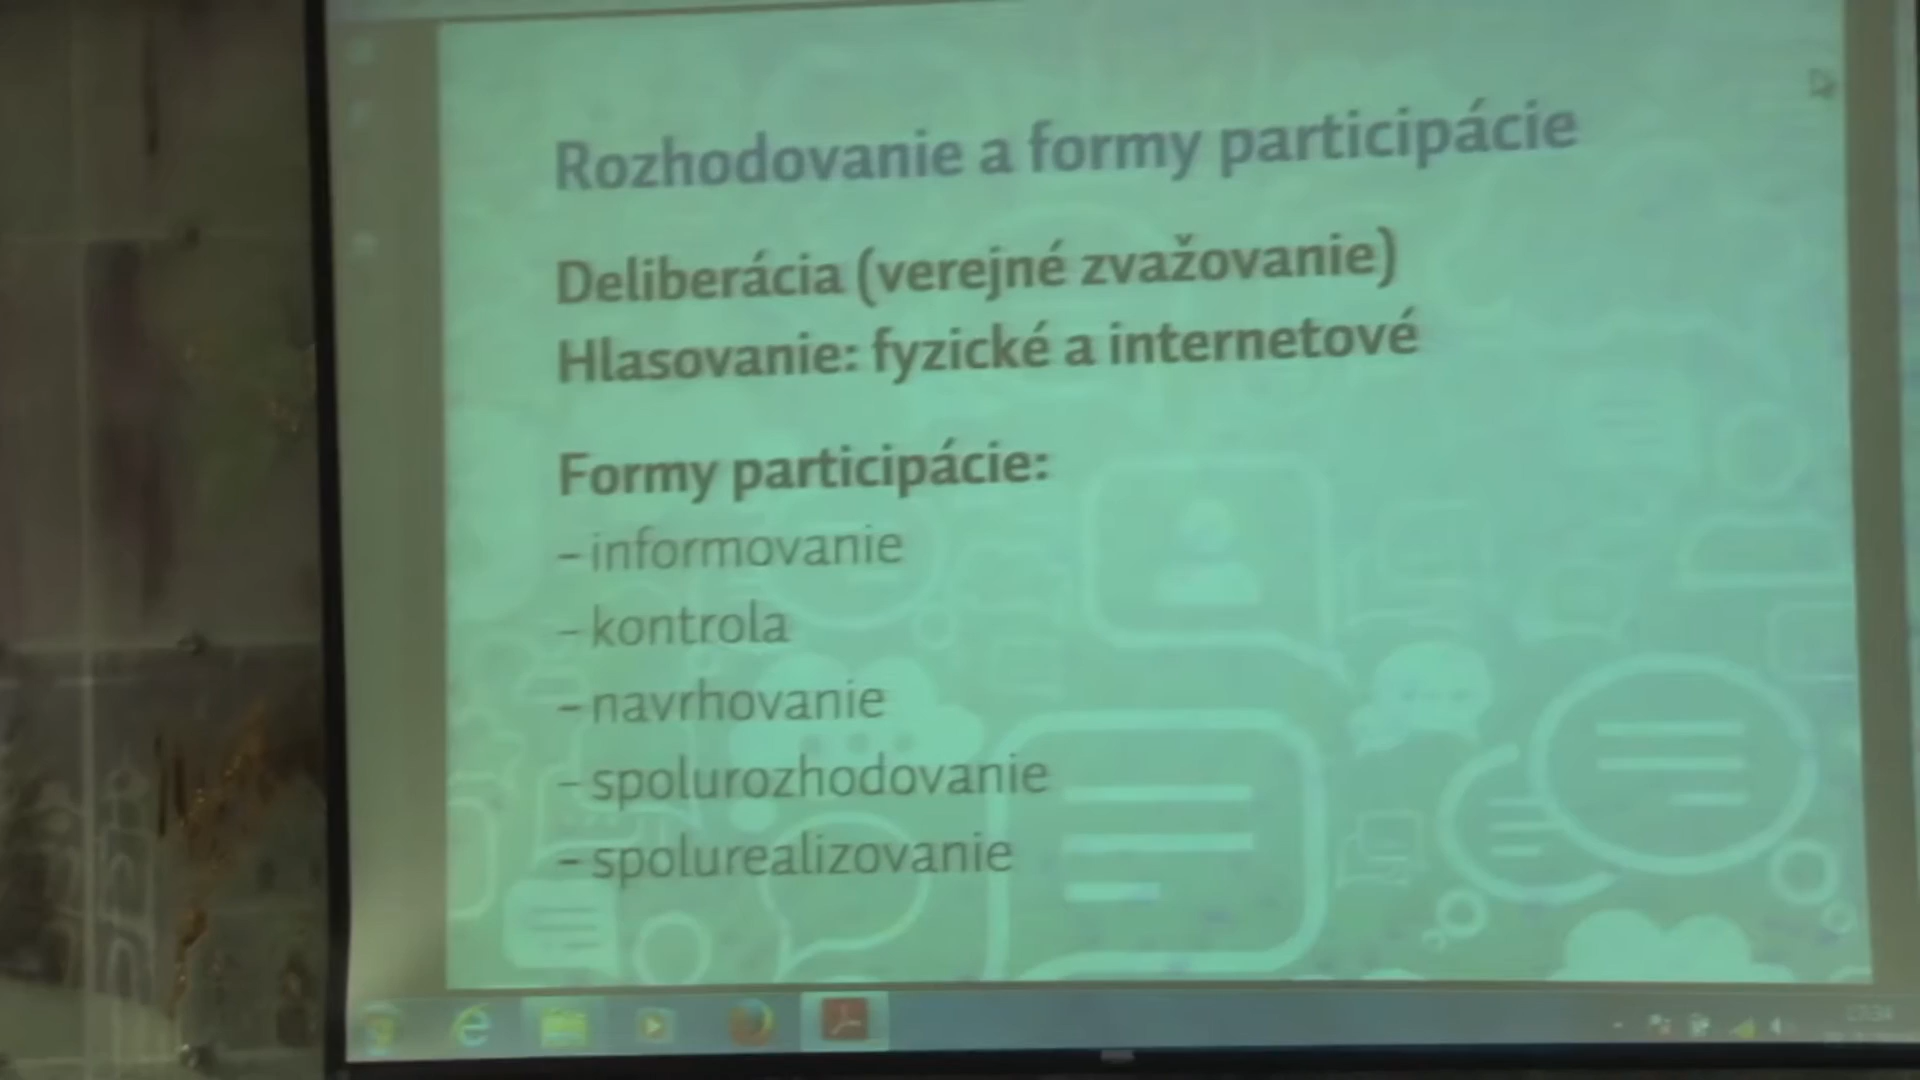 Rozhodovanie a formy participácie
Deliberácia (verejné zvažovanie)
Hlasovanie: fyzické a internetové
Formy participácie:
– informovanie
– kontrola
– navrhovanie
– spolurozhodovanie
– spolurealizovanie